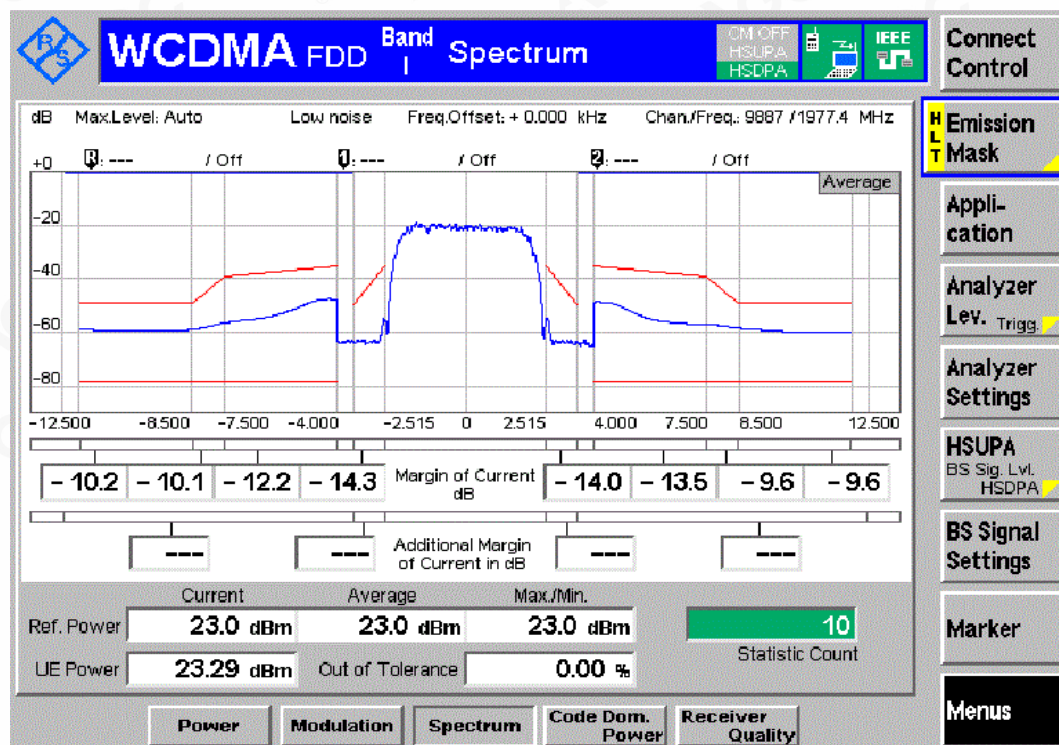 R&S
WCDMA FDD Band I Spectrum
CM OFF
HSUPA
HSDPA
IEEE
Connect Control
dB Max.Level: Auto Low noise Freq.Offset: + 0.000 kHz Chan./Freq.: 9887 / 1977.4 MHz
HLT
Emission Mask
+0 R: --- / Off 1: --- / Off 2: --- / Off
Average
-20
-40
-60
-80
Appli-
cation
Analyzer
Lev. Trigg.
Analyzer
Settings
-12.500 -8.500 -7.500 -4.000 -2.515 0 2.515 4.000 7.500 8.500 12.500
HSUPA
BS Sig. Lvl.
HSDPA
- 10.2 - 10.1 - 12.2 - 14.3 Margin of Current dB - 14.0 - 13.5 - 9.6 - 9.6
BS Signal
Settings
--- --- Additional Margin of Current in dB --- ---
Current Average Max./Min.
Ref. Power 23.0 dBm 23.0 dBm 23.0 dBm 10
Statistic Count
UE Power 23.29 dBm Out of Tolerance 0.00 %
Marker
Menus
Power Modulation Spectrum Code Dom. Power Receiver Quality